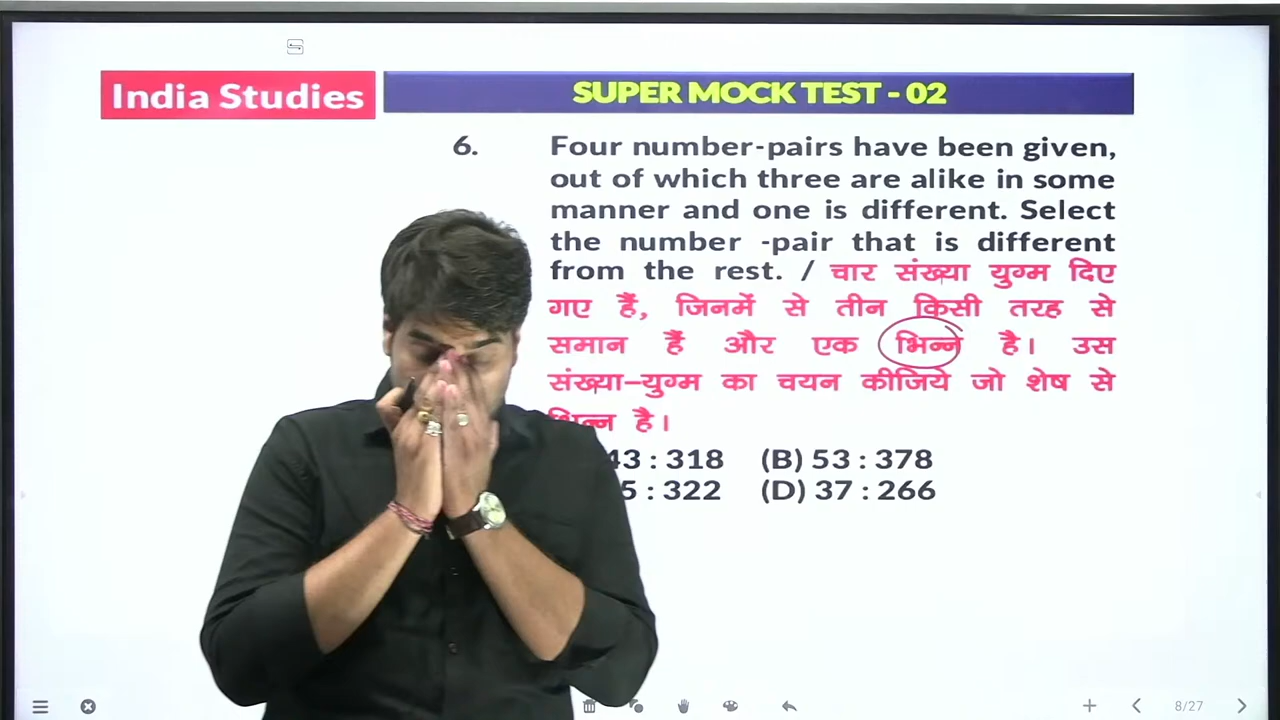 India Studies
SUPER MOCK TEST - 02
6. Four number-pairs have been given,
out of which three are alike in some
manner and one is different. Select
the number -pair that is different
from the rest. / चार संख्या युग्म दिए
गए हैं, जिनमें से तीन किसी तरह से
समान हैं और एक भिन्न है। उस
संख्या–युग्म का चयन कीजिये जो शेष से
भिन्न है।
43 : 318 (B) 53 : 378
5 : 322 (D) 37 : 266
8/27